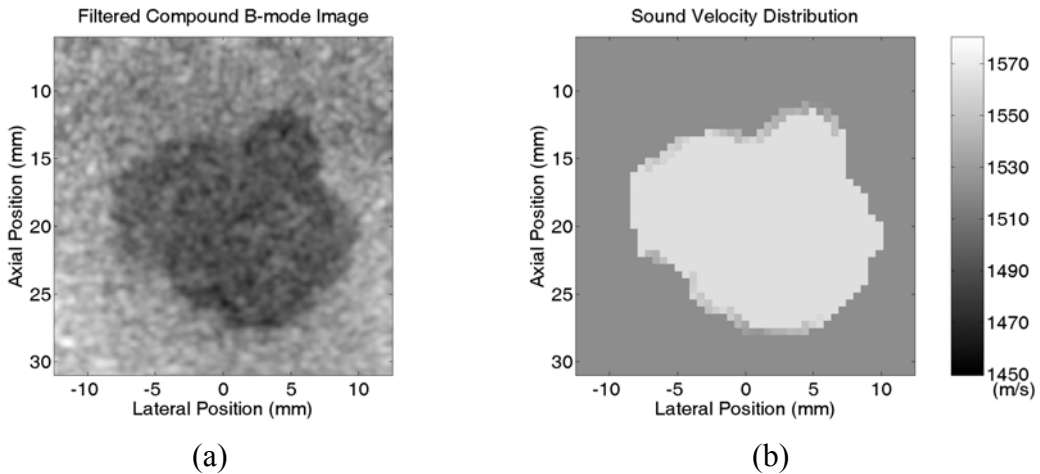 Filtered Compound B-mode Image
10
15
20
25
30
Axial Position (mm)
-10 -5 0 5 10
Lateral Position (mm)
(a)
Sound Velocity Distribution
10
15
20
25
30
Axial Position (mm)
-10 -5 0 5 10
Lateral Position (mm)
1570
1550
1530
1510
1490
1470
1450
(m/s)
(b)